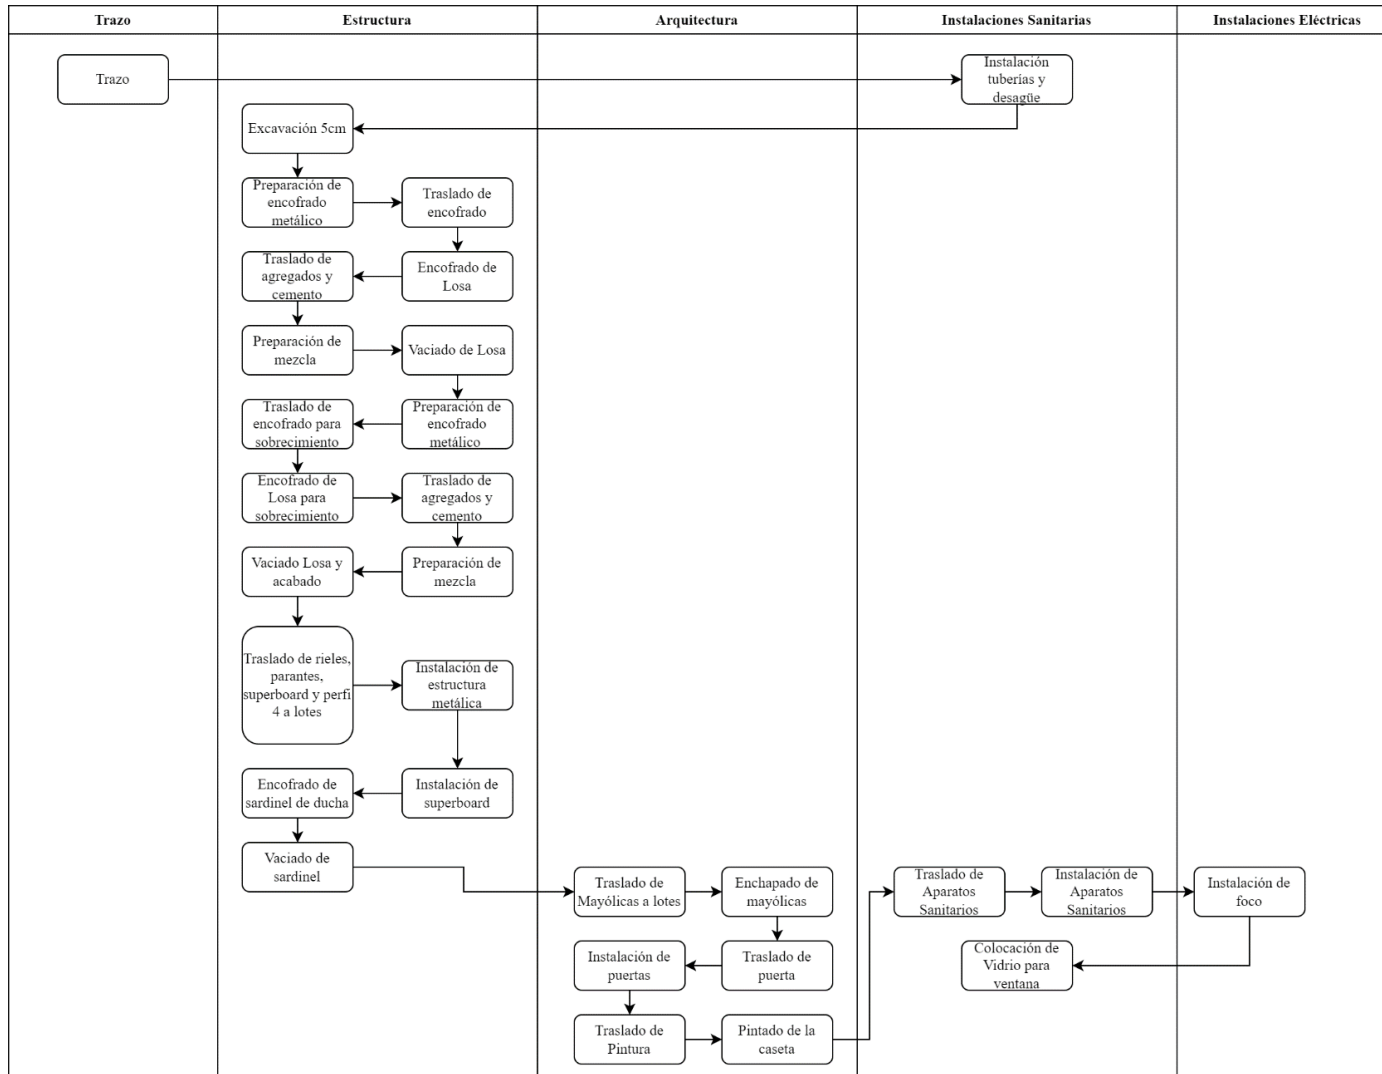 Trazo
Estructura
Arquitectura
Instalaciones Sanitarias
Instalaciones Eléctricas
Trazo
Instalación
tuberías y
desagüe
Excavación 5cm
Preparación de
encofrado
metálico
Traslado de
encofrado
Encofrado de
Losa
Traslado de
agregados y
cemento
Preparación de
mezcla
Vaciado de Losa
Preparación de
encofrado
metálico
Traslado de
encofrado para
sobrecimiento
Encofrado de
Losa para
sobrecimiento
Traslado de
agregados y
cemento
Preparación de
mezcla
Vaciado Losa y
acabado
Traslado de rieles,
parantes,
superboard y perfi
4 a lotes
Instalación de
estructura
metálica
Instalación de
superboard
Encofrado de
sardinel de ducha
Vaciado de
sardinel
Traslado de
Mayólicas a lotes
Enchapado de
mayólicas
Traslado de
puerta
Instalación de
puertas
Traslado de
Pintura
Pintado de la
caseta
Traslado de
Aparatos
Sanitarios
Instalación de
Aparatos
Sanitarios
Instalación de
foco
Colocación de
Vidrio para
ventana